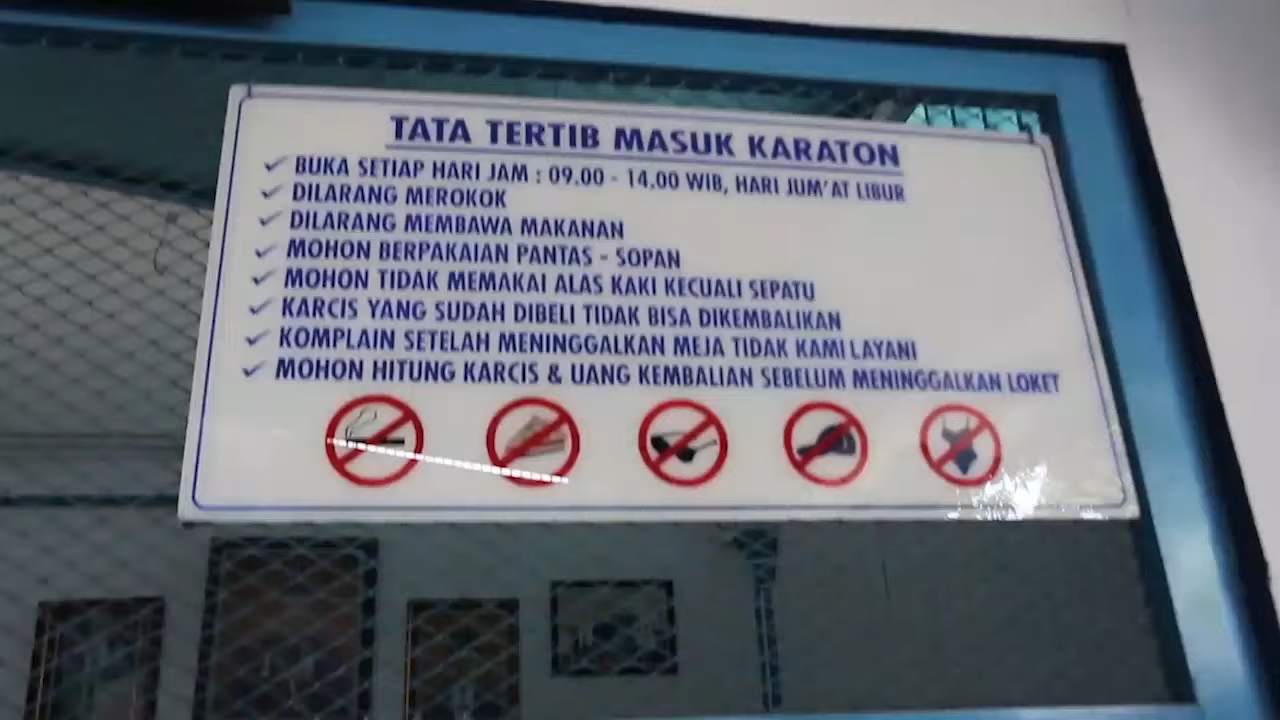 TATA TERTIB MASUK KARATON
BUKA SETIAP HARI JAM : 09.00 - 14.00 WIB, HARI JUM'AT LIBUR
DILARANG MEROKOK
DILARANG MEMBAWA MAKANAN
MOHON BERPAKAIAN PANTAS - SOPAN
MOHON TIDAK MEMAKAI ALAS KAKI KECUALI SEPATU
KARCIS YANG SUDAH DIBELI TIDAK BISA DIKEMBALIKAN
KOMPLAIN SETELAH MENINGGALKAN MEJA TIDAK KAMI LAYANI
MOHON HITUNG KARCIS & UANG KEMBALIAN SEBELUM MENINGGALKAN LOKET